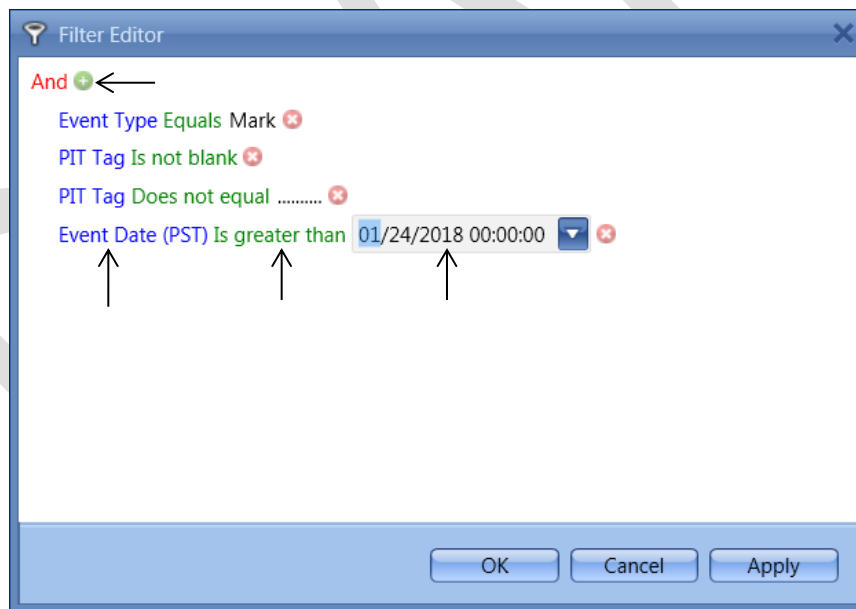 Filter Editor
And
Event Type Equals Mark
PIT Tag Is not blank
PIT Tag Does not equal ..........
Event Date (PST) Is greater than 01/24/2018 00:00:00
OK Cancel Apply